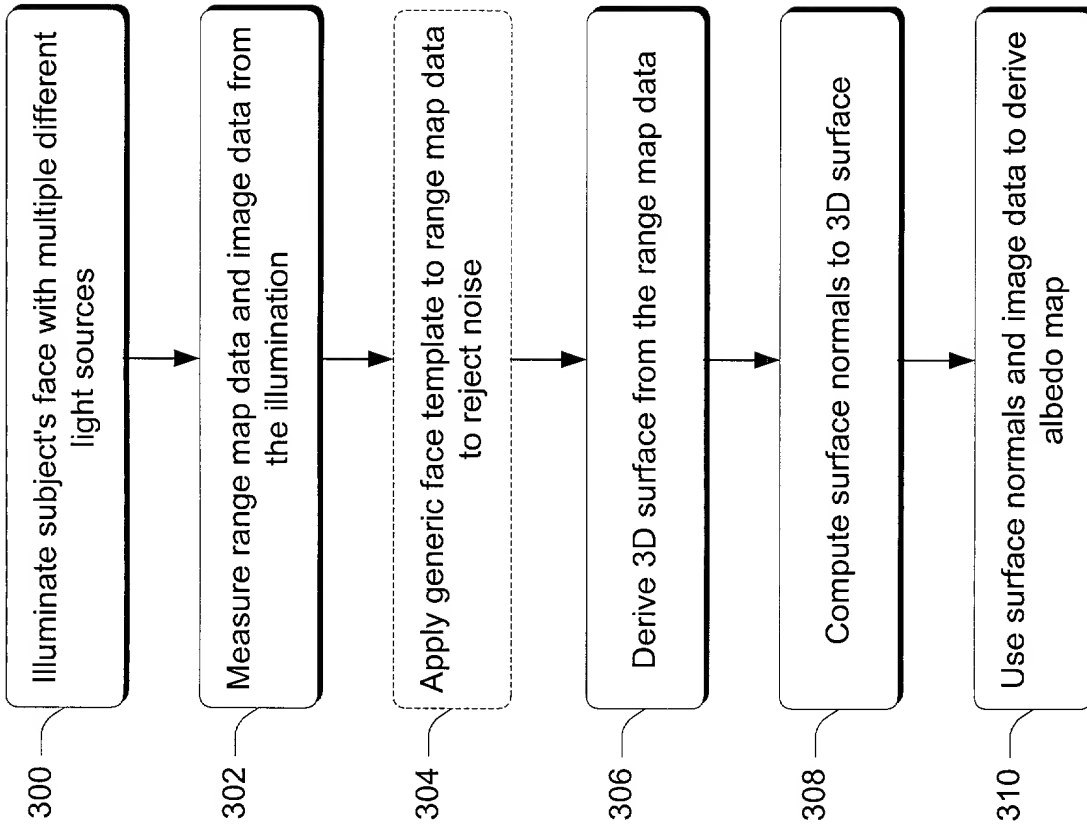 300
Illuminate subject's face with multiple different
light sources
302
Measure range map data and image data from
the illumination
304
Apply generic face template to range map data
to reject noise
306
Derive 3D surface from the range map data
308
Compute surface normals to 3D surface
310
Use surface normals and image data to derive
albedo map